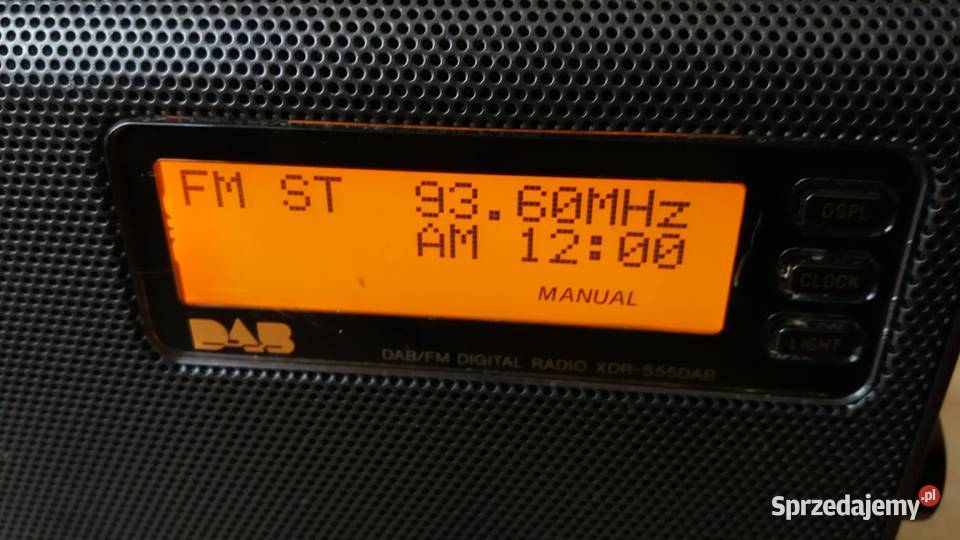 FM ST 93.60MHz
AM 12:00
MANUAL
DAB
DAB/FM DIGITAL RADIO XDR-S55DAB
DSPL
CLOCK
LIGHT
Sprzedajemy.pl